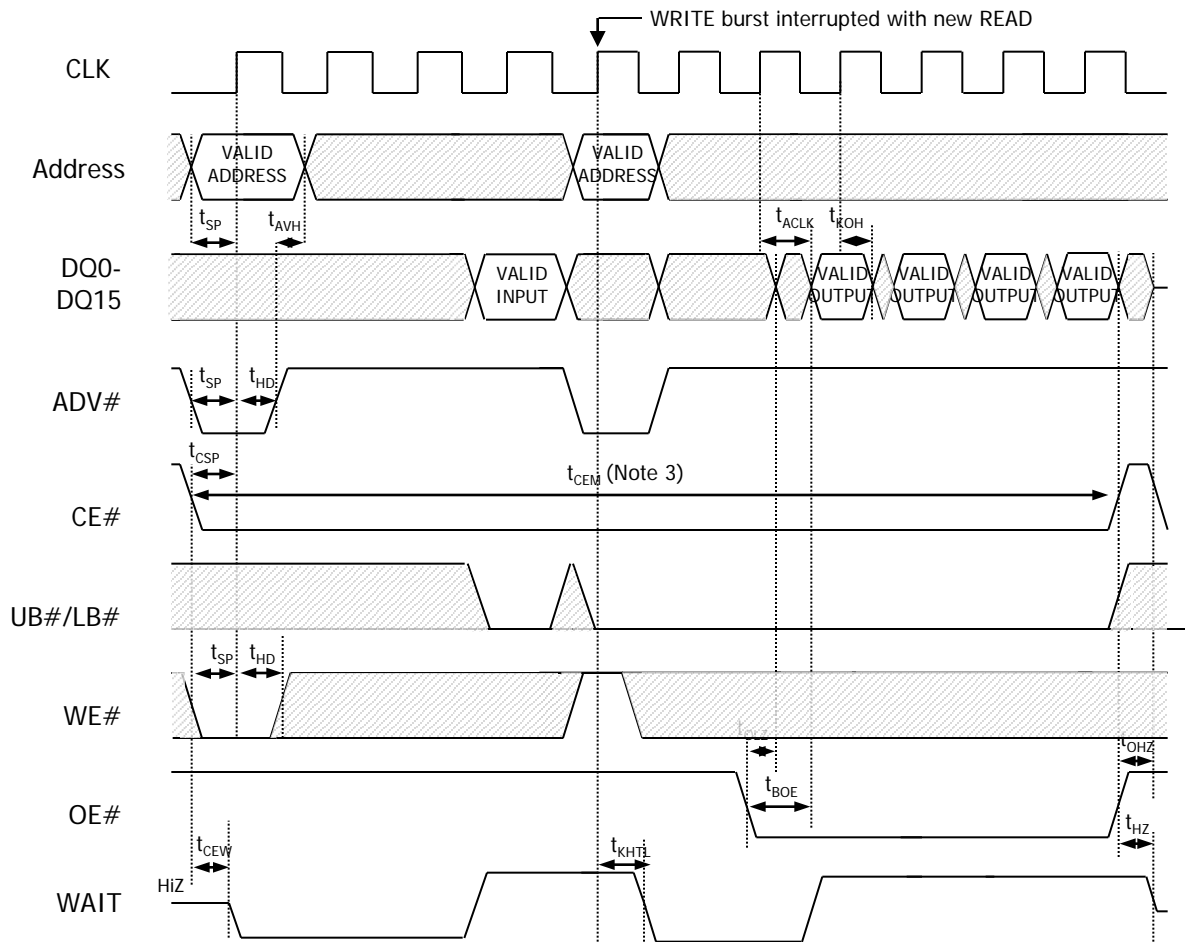 WRITE burst interrupted with new READ
CLK
Address
VALID
ADDRESS
VALID
ADDRESS
tSP
tAVH
tACLK
tKOH
DQ0-
DQ15
VALID
INPUT
VALID
OUTPUT
VALID
OUTPUT
VALID
OUTPUT
VALID
OUTPUT
ADV#
tSP
tHD
tCSP
tCEM (Note 3)
CE#
UB#/LB#
tSP
tHD
WE#
tOLZ
tOHZ
OE#
tBOE
tCEW
tKHTL
tHZ
HiZ
WAIT